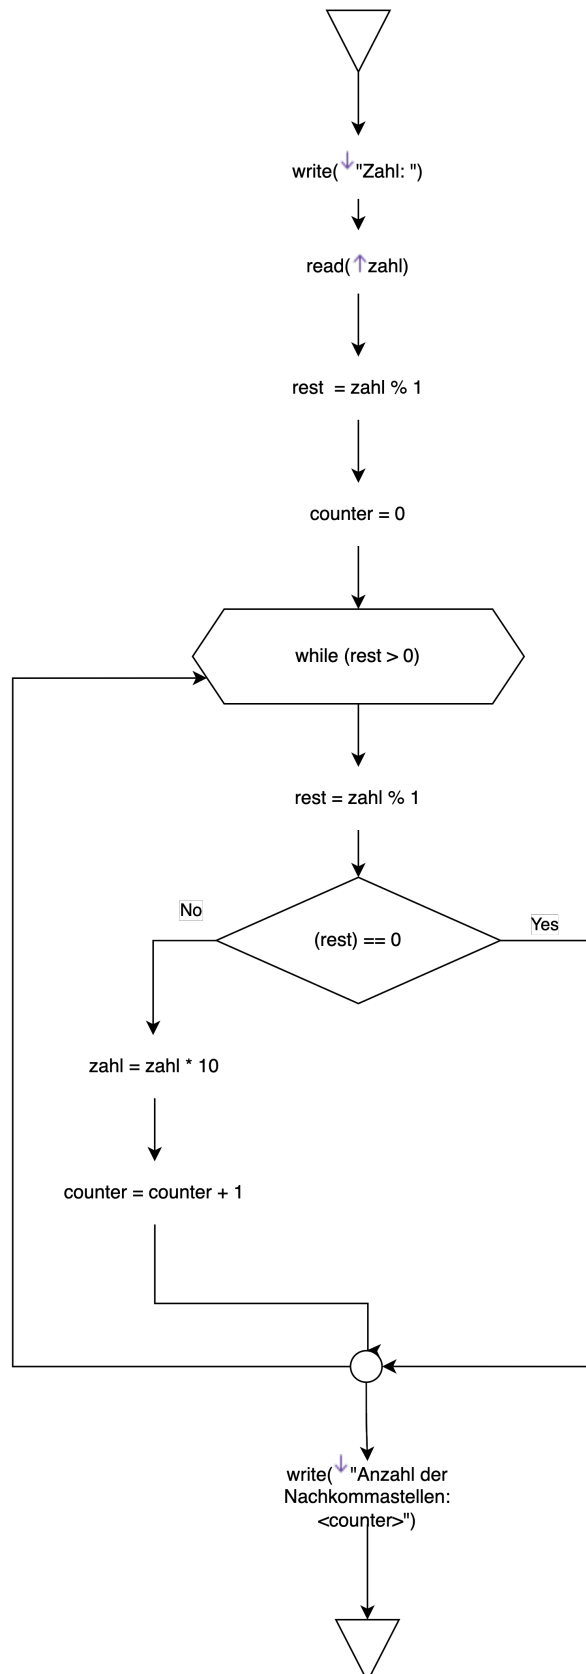 write(↓"Zahl: ")
read(↑zahl)
rest = zahl % 1
counter = 0
while (rest > 0)
rest = zahl % 1
No
(rest) == 0
Yes
zahl = zahl * 10
counter = counter + 1
write(↓"Anzahl der
Nachkommastellen:
<counter>")